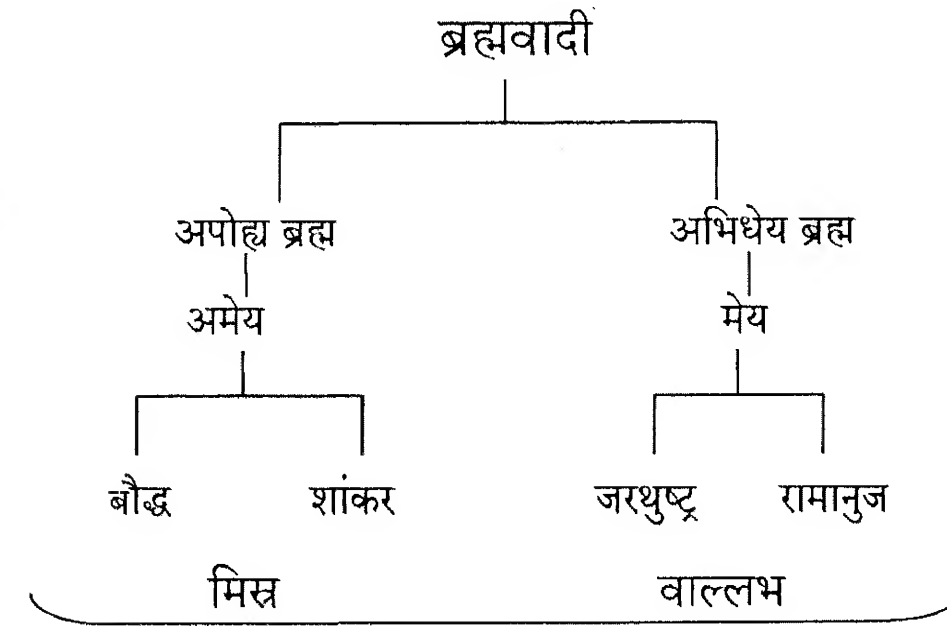 ब्रह्मवादी
अपोह्य ब्रह्म अभिधेय ब्रह्म
अमेय मेय
बौद्ध शांकर जरथुष्ट्र रामानुज
मिस्र वाल्लभ